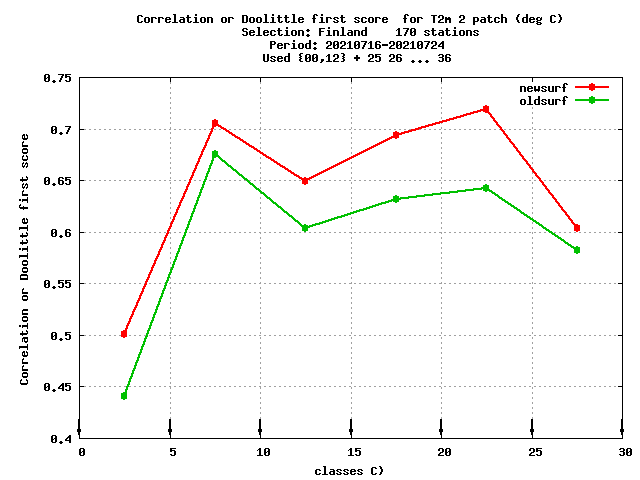 Correlation or Doolittle first score  for T2m 2 patch (deg C)
Selection: Finland    170 stations
Period: 20210716-20210724
Used {00,12} + 25 26 ... 36
newsurf
oldsurf
0.75
0.7
0.65
0.6
0.55
0.5
0.45
0.4
Correlation or Doolittle first score
0 5 10 15 20 25 30
classes C)